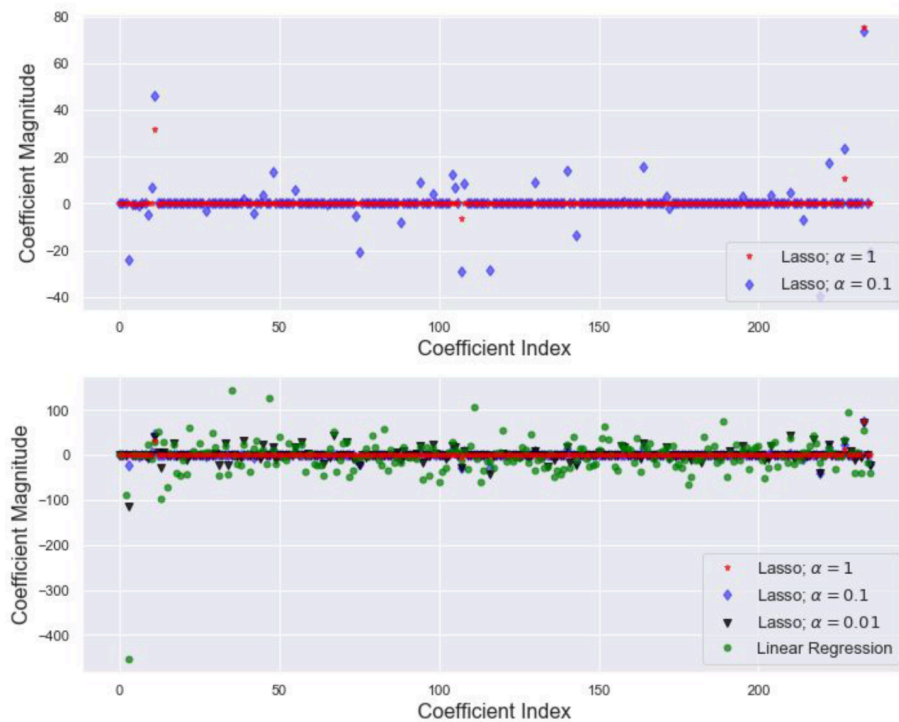 80
60
40
20
0
−20
−40
Coefficient Magnitude
Lasso; α = 1
Lasso; α = 0.1
0 50 100 150 200
Coefficient Index
100
0
−100
−200
−300
−400
Coefficient Magnitude
Lasso; α = 1
Lasso; α = 0.1
Lasso; α = 0.01
Linear Regression
0 50 100 150 200
Coefficient Index